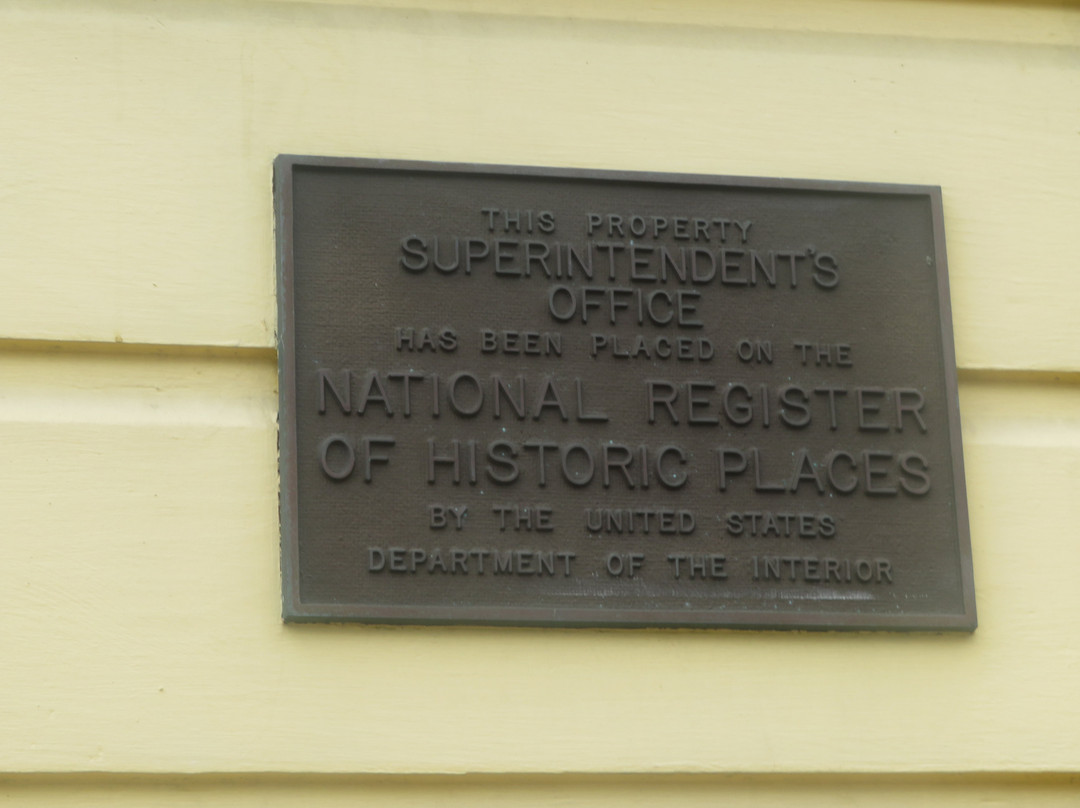 THIS PROPERTY
SUPERINTENDENT'S
OFFICE
HAS BEEN PLACED ON THE
NATIONAL REGISTER
OF HISTORIC PLACES
BY THE UNITED STATES
DEPARTMENT OF THE INTERIOR